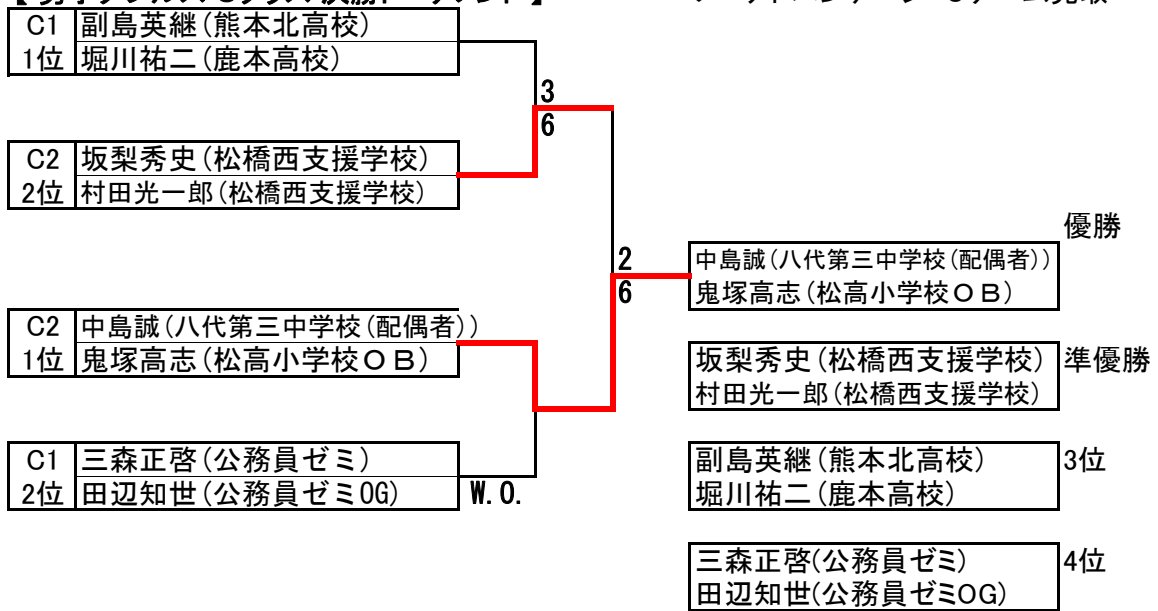 C1 副島英継(熊本北高校)
1位 堀川祐二(鹿本高校)
3
6
C2 坂梨秀史(松橋西支援学校)
2位 村田光一郎(松橋西支援学校)
優勝
2
6
中島誠(八代第三中学校(配偶者))
鬼塚高志(松高小学校OB)
C2 中島誠(八代第三中学校(配偶者))
1位 鬼塚高志(松高小学校OB)
坂梨秀史(松橋西支援学校) 準優勝
村田光一郎(松橋西支援学校)
C1 三森正啓(公務員ゼミ)
2位 田辺知世(公務員ゼミOG) W.O.
副島英継(熊本北高校) 3位
堀川祐二(鹿本高校)
三森正啓(公務員ゼミ) 4位
田辺知世(公務員ゼミOG)